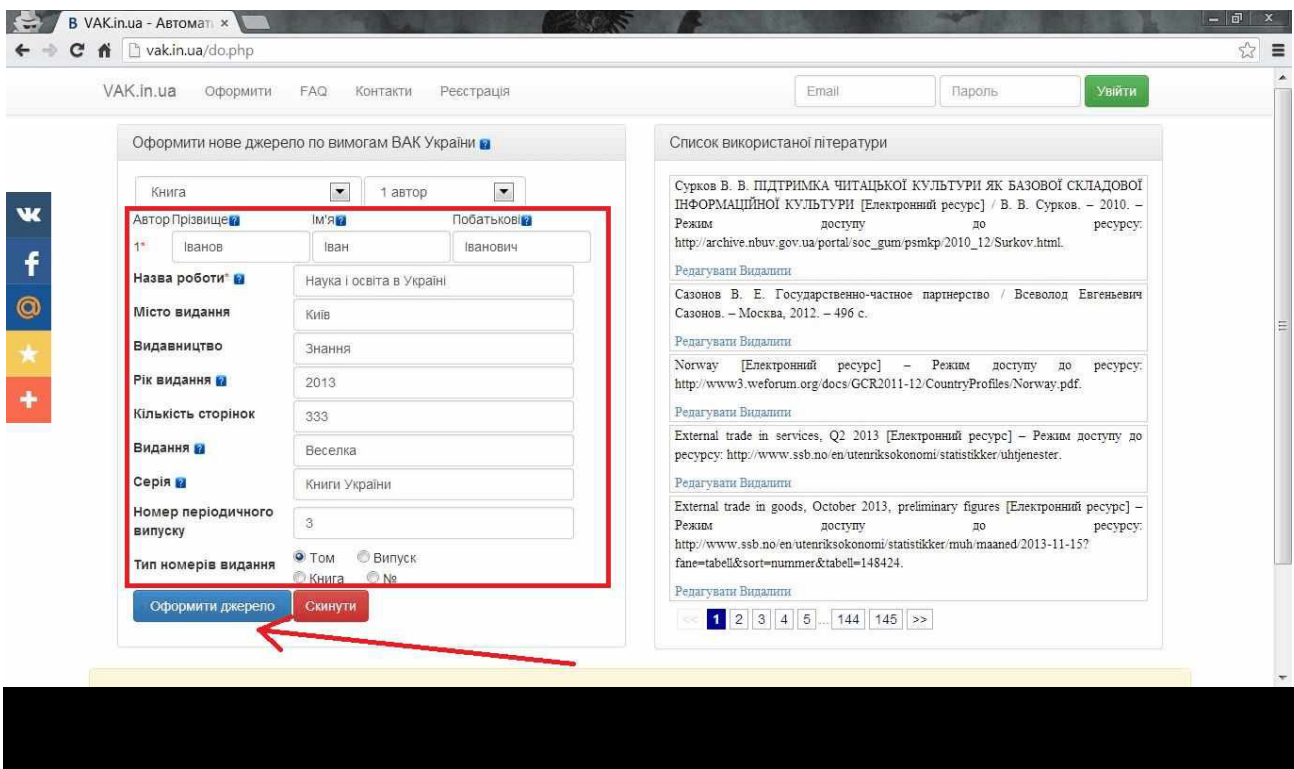 B VAK.in.ua - Автомат
vak.in.ua/do.php
VAK.in.ua Оформити FAQ Контакти Реєстрація Email Пароль Увійти
Оформити нове джерело по вимогам ВАК України
Книга 1 автор
Автор Прізвище Ім'я Побатькові
1* Іванов Іван Іванович
Назва роботи* Наука і освіта в Україні
Місто видання Київ
Видавництво Знання
Рік видання 2013
Кількість сторінок 333
Видання Веселка
Серія Книги України
Номер періодичного
випуску 3
Тип номерів видання Том Випуск
Книга №
Оформити джерело Скинути
Список використаної літератури
Сурков В. В. ПІДТРИМКА ЧИТАЦЬКОЇ КУЛЬТУРИ ЯК БАЗОВОЇ СКЛАДОВОЇ
ІНФОРМАЦІЙНОЇ КУЛЬТУРИ [Електронний ресурс] / В. В. Сурков. – 2010. –
Режим доступу до ресурсу:
http://archive.nbuv.gov.ua/portal/soc_gum/psmkp/2010_12/Surkov.html.
Редагувати Видалити
Сазонов В. Е. Государственно-частное партнерство / Всеволод Евгеньевич
Сазонов. – Москва, 2012. – 496 с.
Редагувати Видалити
Norway [Електронний ресурс] – Режим доступу до ресурсу:
http://www3.weforum.org/docs/GCR2011-12/CountryProfiles/Norway.pdf.
Редагувати Видалити
External trade in services, Q2 2013 [Електронний ресурс] – Режим доступу до
ресурсу: http://www.ssb.no/en/utenriksokonomi/statistikker/uhtjenester.
Редагувати Видалити
External trade in goods, October 2013, preliminary figures [Електронний ресурс] –
Режим доступу до ресурсу:
http://www.ssb.no/en/utenriksokonomi/statistikker/muh/maaned/2013-11-15?
fane=tabell&sort=nummer&tabell=148424.
Редагувати Видалити
<< 1 2 3 4 5 ... 144 145 >>